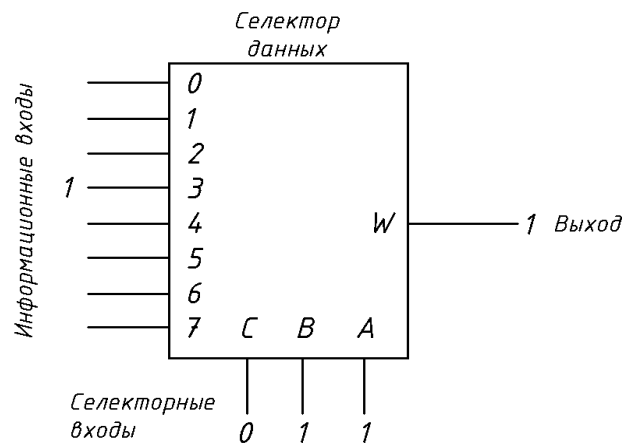 Селектор
данных
Информационные входы
0
1
2
1 3
4
W 1 Выход
5
6
7 C B A
Селекторные
входы
0 1 1